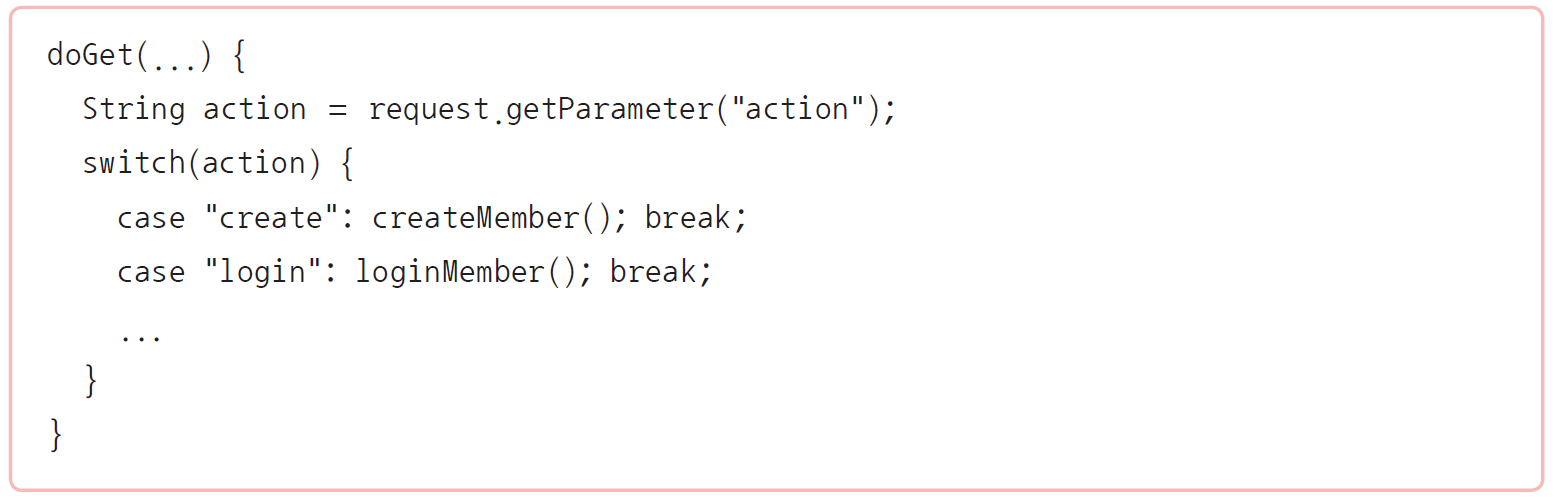 doGet(...) {
  String action = request.getParameter("action");
  switch(action) {
    case "create": createMember(); break;
    case "login": loginMember(); break;
    ...
  }
}